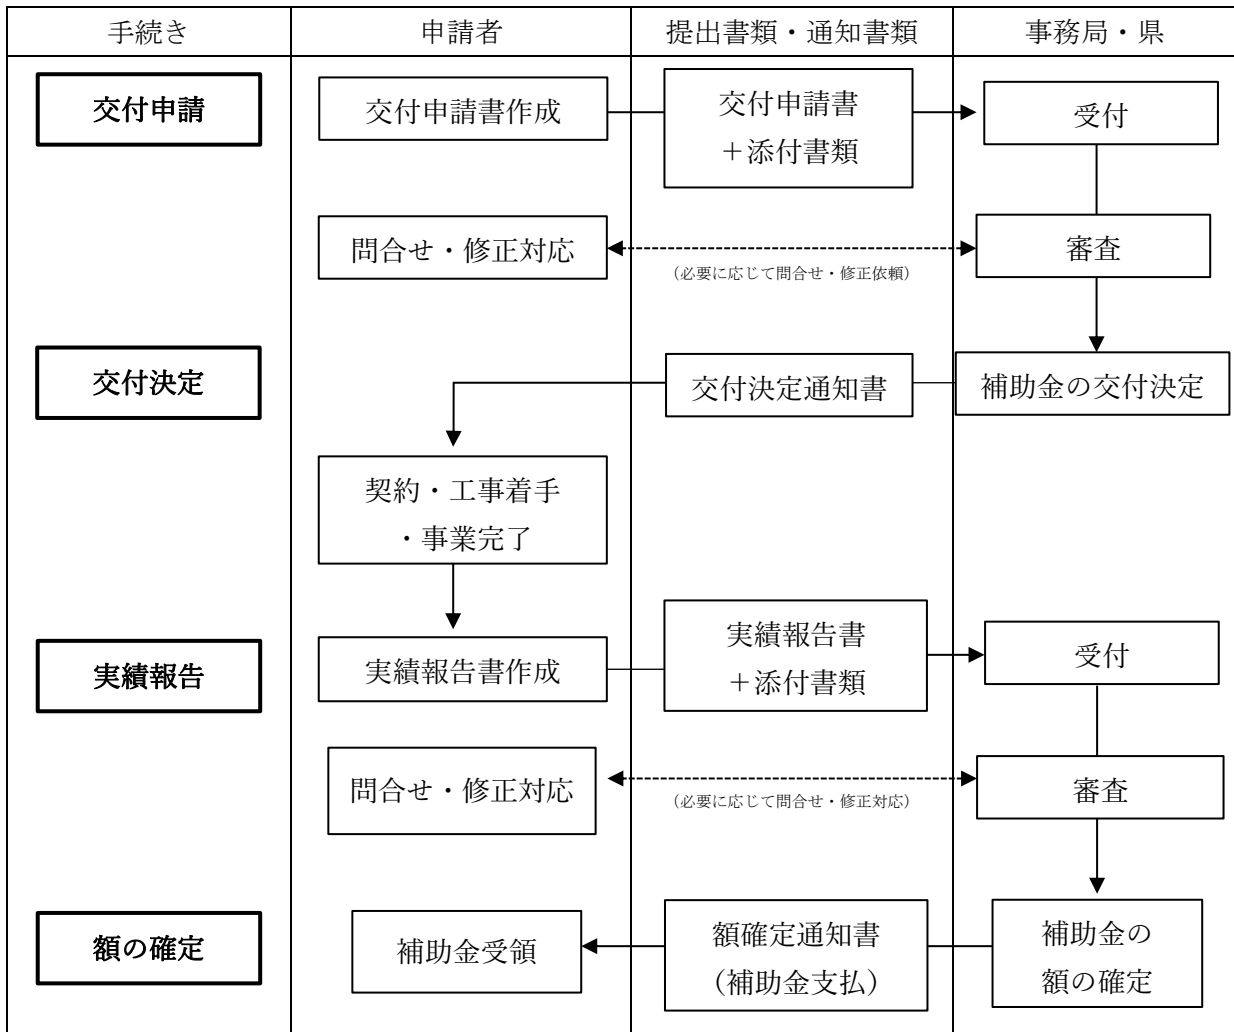 手続き
申請者
提出書類・通知書類
事務局・県
交付申請
交付申請書作成
交付申請書
＋添付書類
受付
問合せ・修正対応
（必要に応じて問合せ・修正依頼）
審査
交付決定
交付決定通知書
補助金の交付決定
契約・工事着手
・事業完了
実績報告
実績報告書作成
実績報告書
＋添付書類
受付
問合せ・修正対応
（必要に応じて問合せ・修正対応）
審査
額の確定
補助金受領
額確定通知書
（補助金支払）
補助金の
額の確定